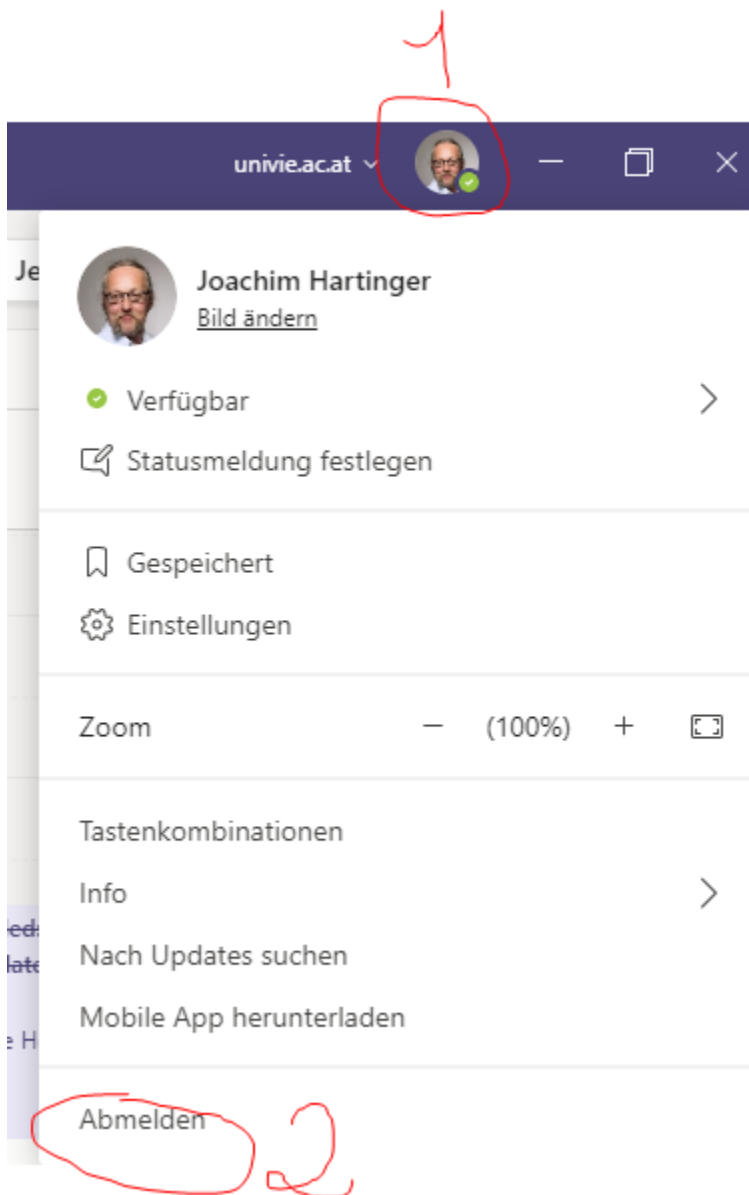 1
univie.ac.at
Je
Joachim Hartinger
Bild ändern
Verfügbar
Statusmeldung festlegen
Gespeichert
Einstellungen
Zoom − (100%) +
Tastenkombinationen
Info
Nach Updates suchen
Mobile App herunterladen
e H
Abmelden 2